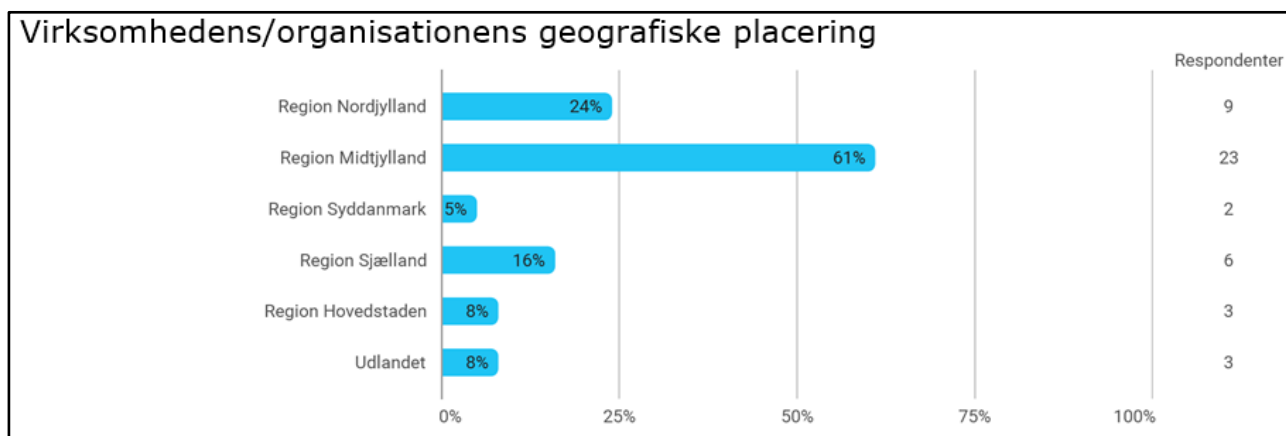 Virksomhedens/organisationens geografiske placering
Respondenter
Region Nordjylland 24% 9
Region Midtjylland 61% 23
Region Syddanmark 5% 2
Region Sjælland 16% 6
Region Hovedstaden 8% 3
Udlandet 8% 3
0% 25% 50% 75% 100%